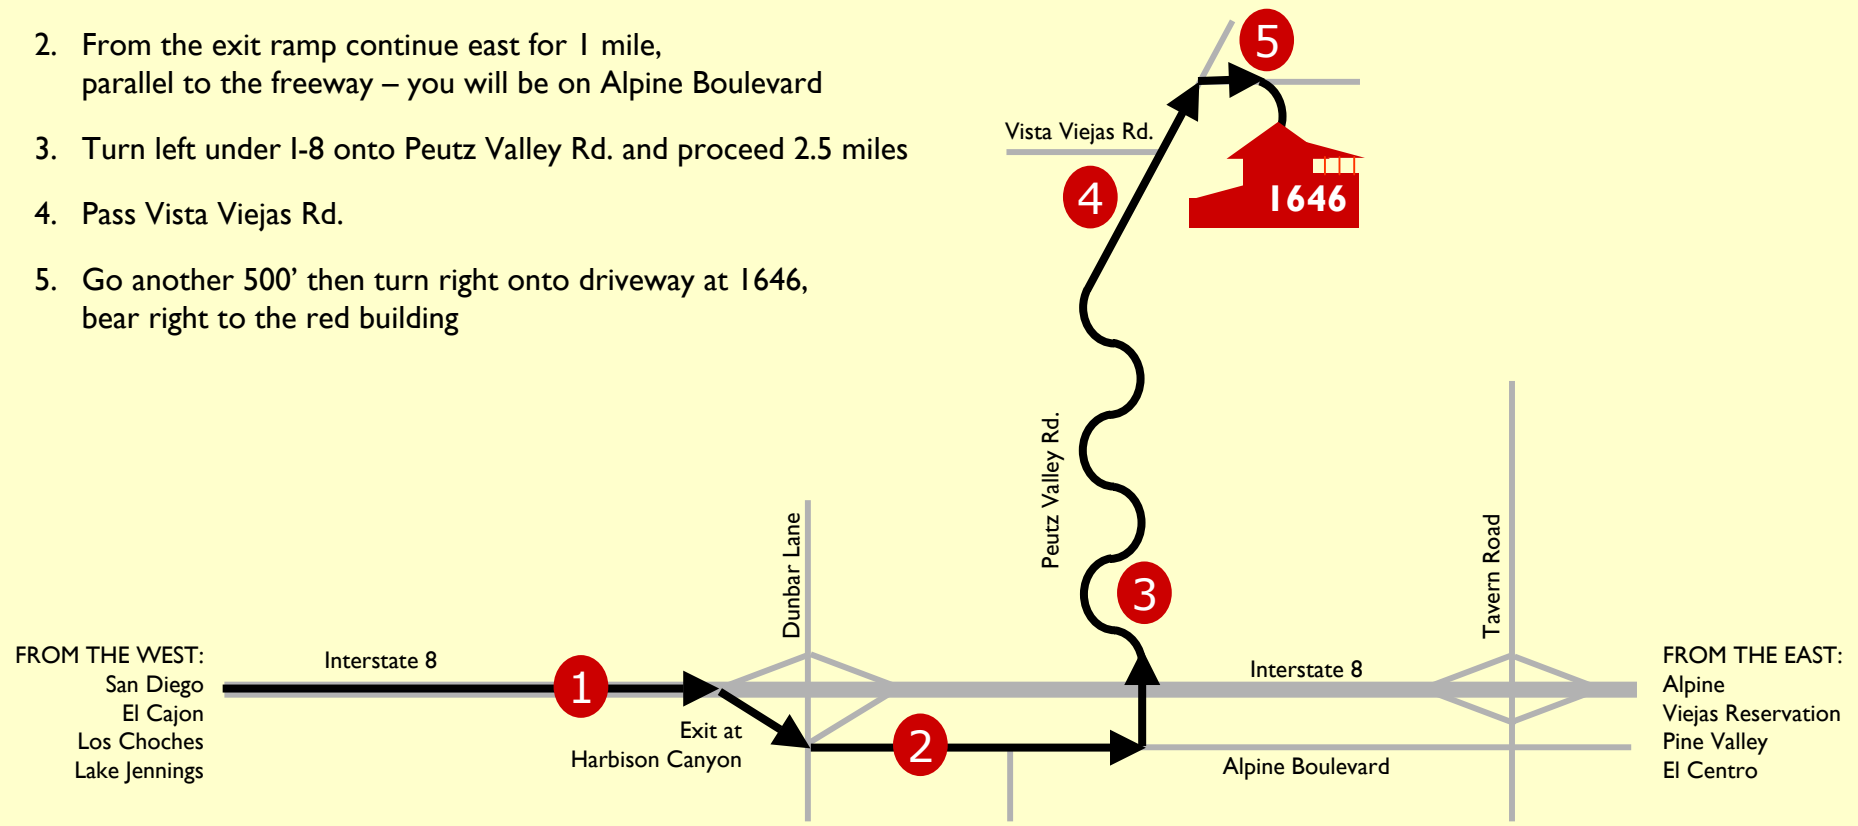 2. From the exit ramp continue east for 1 mile,
parallel to the freeway – you will be on Alpine Boulevard
3. Turn left under I-8 onto Peutz Valley Rd. and proceed 2.5 miles
4. Pass Vista Viejas Rd.
5. Go another 500’ then turn right onto driveway at 1646,
bear right to the red building
5
Vista Viejas Rd.
4
1646
Peutz Valley Rd.
3
Dunbar Lane
Tavern Road
FROM THE WEST:
San Diego
El Cajon
Los Choches
Lake Jennings
Interstate 8
1
Exit at
Harbison Canyon
2
Interstate 8
Alpine Boulevard
FROM THE EAST:
Alpine
Viejas Reservation
Pine Valley
El Centro